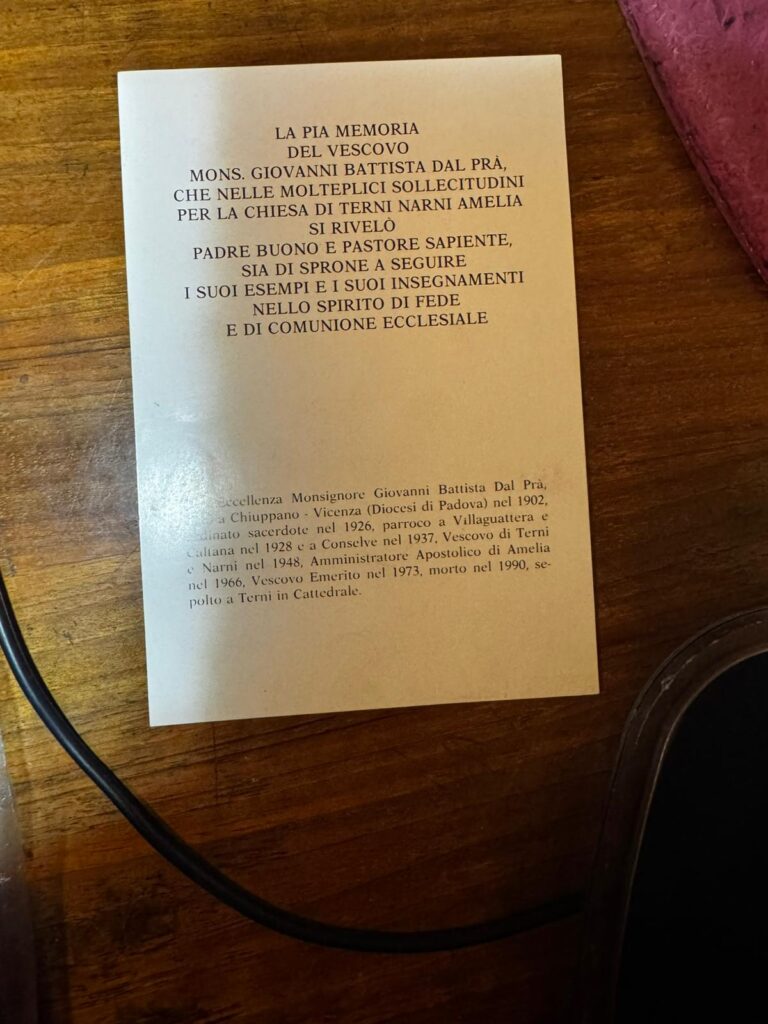 LA PIA MEMORIA
DEL VESCOVO
MONS. GIOVANNI BATTISTA DAL PRÀ,
CHE NELLE MOLTEPLICI SOLLECITUDINI
PER LA CHIESA DI TERNI NARNI AMELIA
SI RIVELÒ
PADRE BUONO E PASTORE SAPIENTE,
SIA DI SPRONE A SEGUIRE
I SUOI ESEMPI E I SUOI INSEGNAMENTI
NELLO SPIRITO DI FEDE
E DI COMUNIONE ECCLESIALE
Eccellenza Monsignore Giovanni Battista Dal Prà,
a Chiuppano - Vicenza (Diocesi di Padova) nel 1902,
sacerdote nel 1926, parroco a Villaguattera e
Caltana nel 1928 e a Conselve nel 1937, Vescovo di Terni
e Narni nel 1948, Amministratore Apostolico di Amelia
nel 1966, Vescovo Emerito nel 1973, morto nel 1990, se-
polto a Terni in Cattedrale.